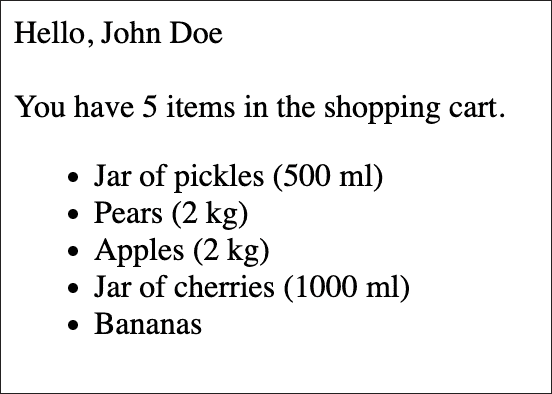 Hello, John Doe
You have 5 items in the shopping cart.
• Jar of pickles (500 ml)
• Pears (2 kg)
• Apples (2 kg)
• Jar of cherries (1000 ml)
• Bananas